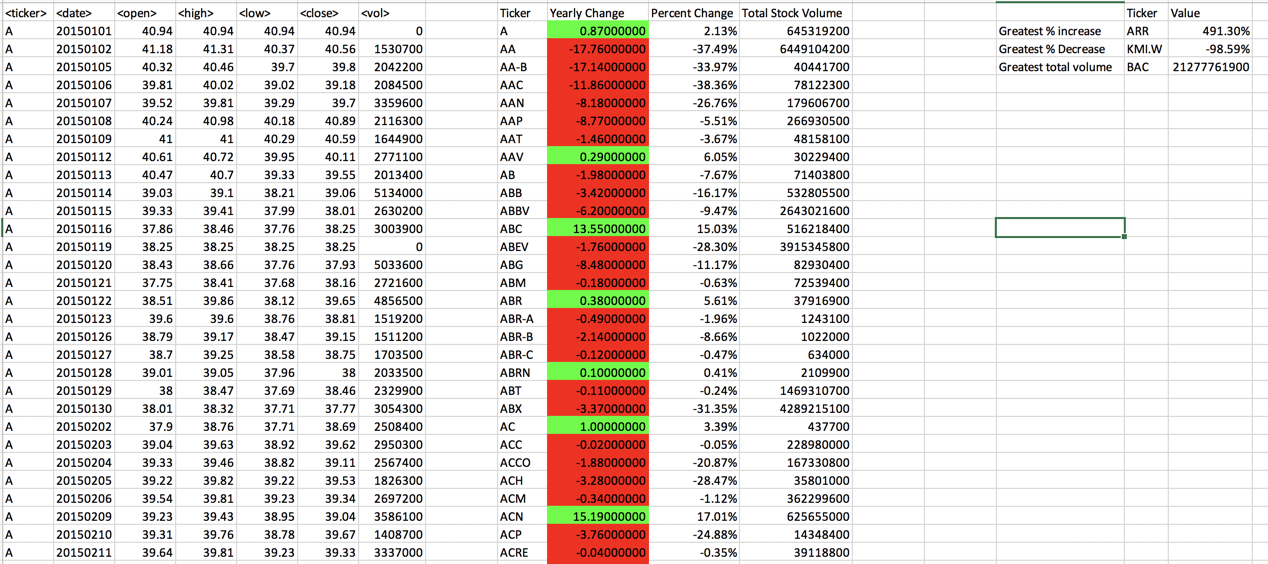 <ticker> <date> <open> <high> <low> <close> <vol> Ticker Yearly Change Percent Change Total Stock Volume Ticker Value
A 20150101 40.94 40.94 40.94 40.94 0 A 0.87000000 2.13% 645319200 Greatest % increase ARR 491.30%
A 20150102 41.18 41.31 40.37 40.56 1530700 AA -17.76000000 -37.49% 6449104200 Greatest % Decrease KMI.W -98.59%
A 20150105 40.32 40.46 39.7 39.8 2042200 AA-B -17.14000000 -33.97% 40441700 Greatest total volume BAC 21277761900
A 20150106 39.81 40.02 39.02 39.18 2084500 AAC -11.86000000 -38.36% 78122300
A 20150107 39.52 39.81 39.29 39.7 3359600 AAN -8.18000000 -26.76% 179606700
A 20150108 40.24 40.98 40.18 40.89 2116300 AAP -8.77000000 -5.51% 266930500
A 20150109 41 41 40.29 40.59 1644900 AAT -1.46000000 -3.67% 48158100
A 20150112 40.61 40.72 39.95 40.11 2771100 AAV 0.29000000 6.05% 30229400
A 20150113 40.47 40.7 39.33 39.55 2013400 AB -1.98000000 -7.67% 71403800
A 20150114 39.03 39.1 38.21 39.06 5134000 ABB -3.42000000 -16.17% 532805500
A 20150115 39.33 39.41 37.99 38.01 2630200 ABBV -6.20000000 -9.47% 2643021600
A 20150116 37.86 38.46 37.76 38.25 3003900 ABC 13.55000000 15.03% 516218400
A 20150119 38.25 38.25 38.25 38.25 0 ABEV -1.76000000 -28.30% 3915345800
A 20150120 38.43 38.66 37.76 37.93 5033600 ABG -8.48000000 -11.17% 82930400
A 20150121 37.75 38.41 37.68 38.16 2721600 ABM -0.18000000 -0.63% 72539400
A 20150122 38.51 39.86 38.12 39.65 4856500 ABR 0.38000000 5.61% 37916900
A 20150123 39.6 39.6 38.76 38.81 1519200 ABR-A -0.49000000 -1.96% 1243100
A 20150126 38.79 39.17 38.47 39.15 1511200 ABR-B -2.14000000 -8.66% 1022000
A 20150127 38.7 39.25 38.58 38.75 1703500 ABR-C -0.12000000 -0.47% 634000
A 20150128 39.01 39.05 37.96 38 2033500 ABRN 0.10000000 0.41% 2109900
A 20150129 38 38.47 37.69 38.46 2329900 ABT -0.11000000 -0.24% 1469310700
A 20150130 38.01 38.32 37.71 37.77 3054300 ABX -3.37000000 -31.35% 4289215100
A 20150202 37.9 38.76 37.71 38.69 2508400 AC 1.00000000 3.39% 437700
A 20150203 39.04 39.63 38.92 39.62 2950300 ACC -0.02000000 -0.05% 228980000
A 20150204 39.33 39.46 38.82 39.11 2567400 ACCO -1.88000000 -20.87% 167330800
A 20150205 39.22 39.82 39.22 39.53 1826300 ACH -3.28000000 -28.47% 35801000
A 20150206 39.54 39.81 39.23 39.34 2697200 ACM -0.34000000 -1.12% 362299600
A 20150209 39.23 39.43 38.95 39.04 3586100 ACN 15.19000000 17.01% 625655000
A 20150210 39.31 39.76 38.78 39.67 1408700 ACP -3.76000000 -24.88% 14348400
A 20150211 39.64 39.81 39.23 39.33 3337000 ACRE -0.04000000 -0.35% 39118800